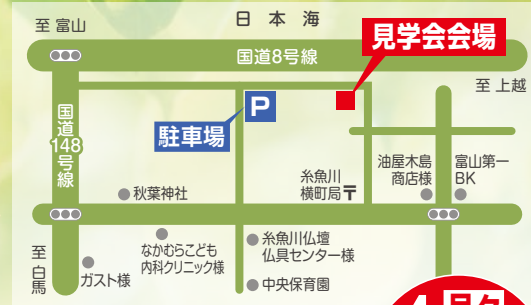 至 富山
日本海
国道8号線
見学会会場
至 上越
P
駐車場
国道148号線
糸魚川
横町局〒
油屋木島
商店様
富山第一
BK
秋葉神社
至 白馬
ガスト様
なかむらこども
内科クリニック様
糸魚川仏壇
仏具センター様
中央保育園